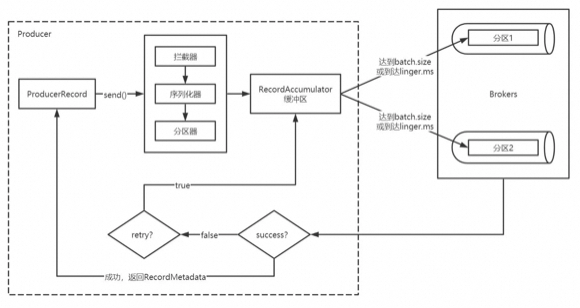 Producer
ProducerRecord
send()
拦截器
序列化器
分区器
RecordAccumulator
缓冲区
达到batch.size
或到达linger.ms
达到batch.size
或到达linger.ms
分区1
Brokers
分区2
true
retry?
false
success?
成功，返回RecordMetadata